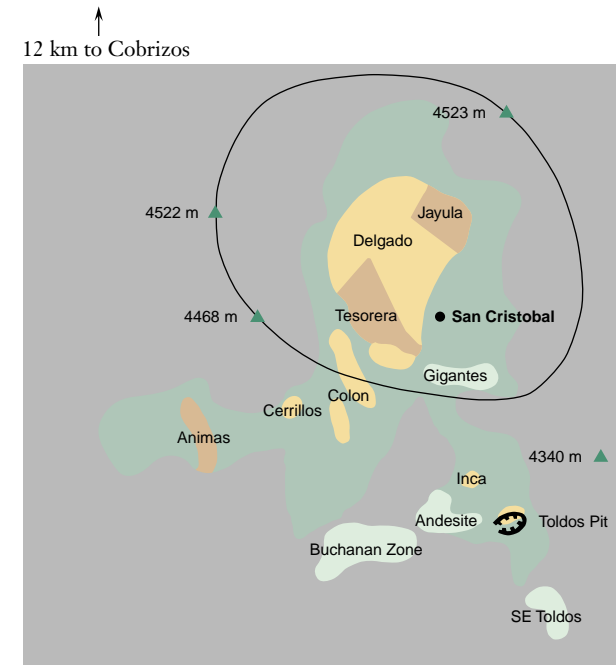 12 km to Cobrizos
4523 m
4522 m
Jayula
Delgado
4468 m
Tesorera
San Cristobal
Gigantes
Colon
Cerrillos
Animas
4340 m
Inca
Andesite
Toldos Pit
Buchanan Zone
SE Toldos